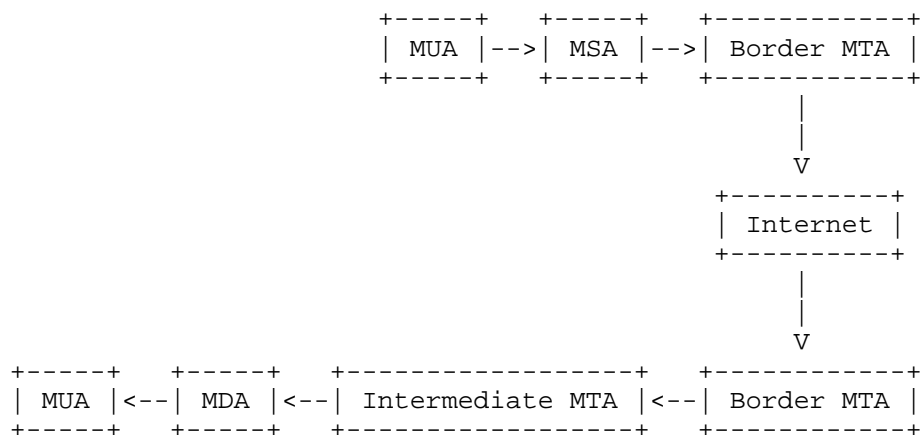 +-----+   +-----+   +------------+
| MUA |-->| MSA |-->| Border MTA |
+-----+   +-----+   +------------+
|
|
V
+----------+
| Internet |
+----------+
|
|
V
+-----+   +-----+   +------------------+   +------------+
| MUA |<--| MDA |<--| Intermediate MTA |<--| Border MTA |
+-----+   +-----+   +------------------+   +------------+